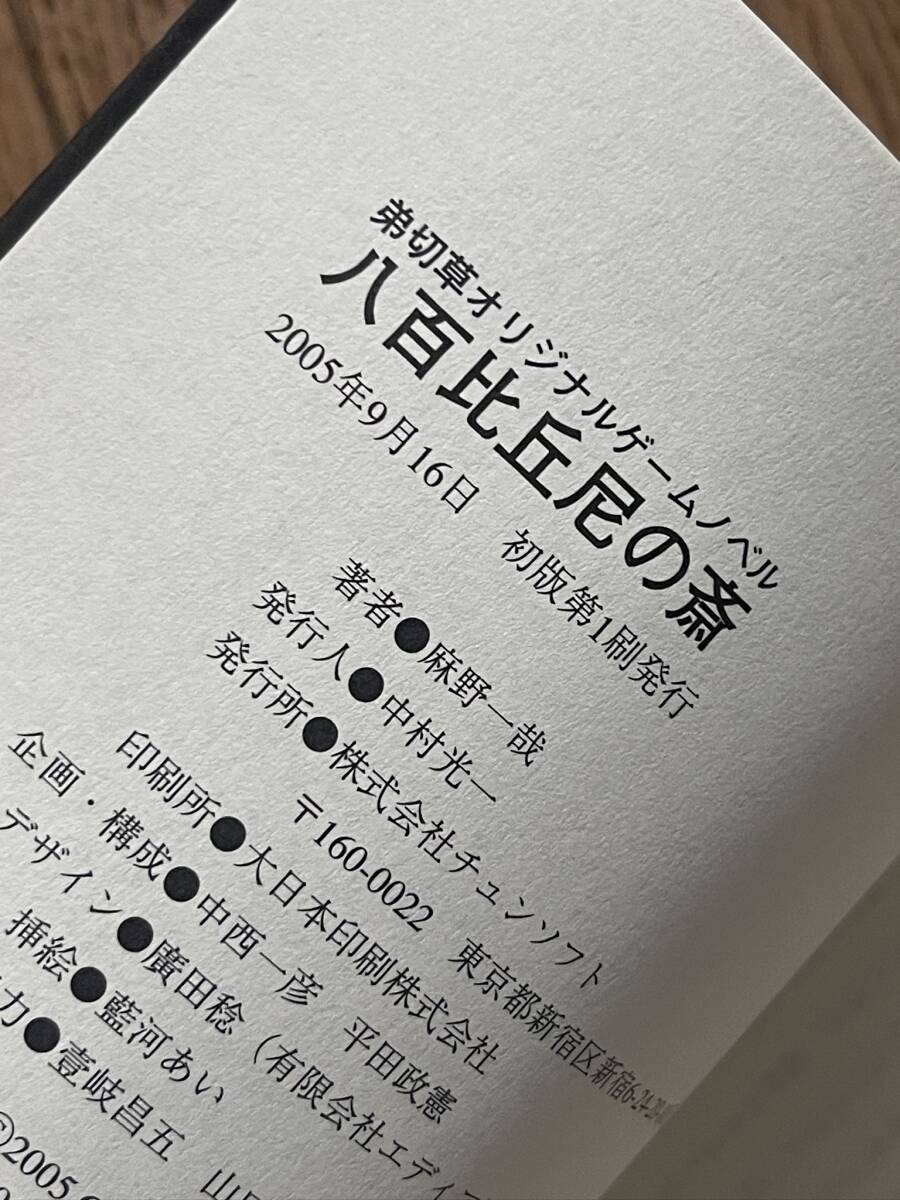 弟切草オリジナルゲームノベル
八百比丘尼の斎
2005年9月16日　初版第1刷発行
著者●麻野一哉
発行人●中村光一
発行所●株式会社チュンソフト
〒160-0022　東京都新宿区新宿6-24-20
印刷所●大日本印刷株式会社
企画・構成●中西一彦　平田政憲
デザイン●廣田稔（有限会社エディ
挿絵●藍河あい
力●壹岐昌五　山
©2005